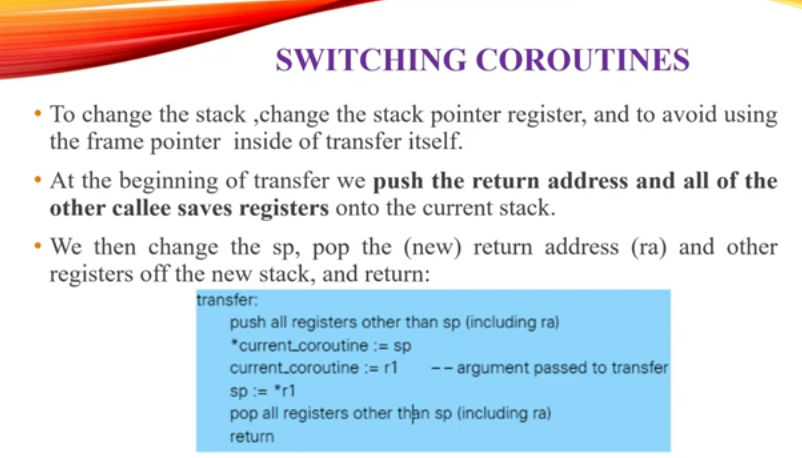 SWITCHING COROUTINES
• To change the stack ,change the stack pointer register, and to avoid using
the frame pointer inside of transfer itself.
• At the beginning of transfer we push the return address and all of the
other callee saves registers onto the current stack.
• We then change the sp, pop the (new) return address (ra) and other
registers off the new stack, and return:
transfer:
push all registers other than sp (including ra)
*current_coroutine := sp
current_coroutine := r1 -- argument passed to transfer
sp := *r1
pop all registers other than sp (including ra)
return